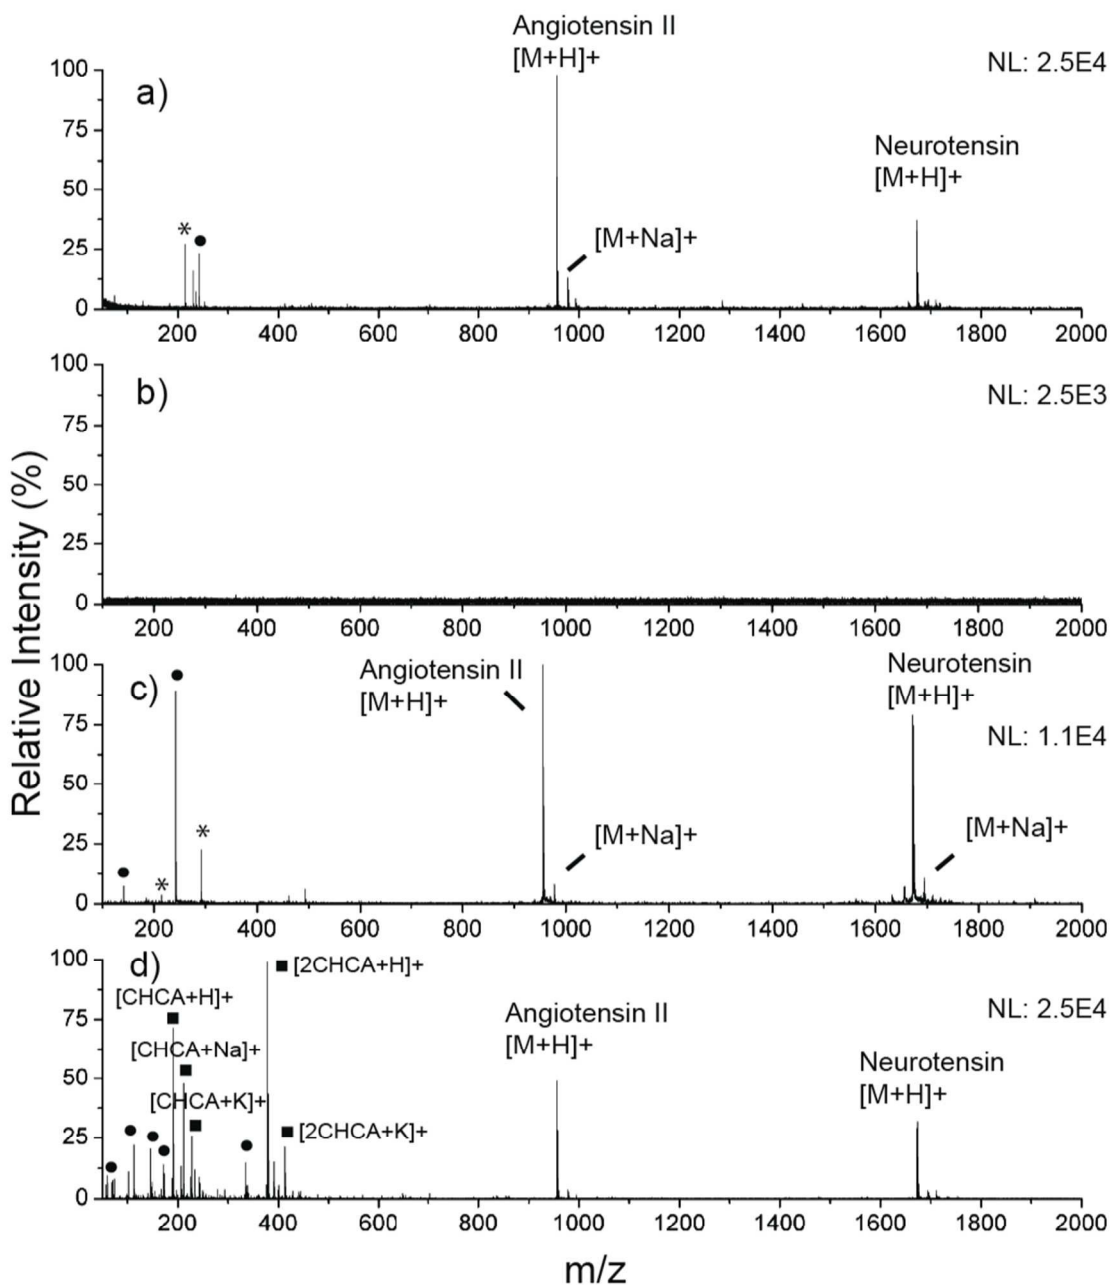 Angiotensin II
[M+H]+
NL: 2.5E4
a)
Neurotensin
[M+H]+
*
[M+Na]+
100
75
50
25
0
200 400 600 800 1000 1200 1400 1600 1800 2000
b)
NL: 2.5E3
100
75
50
25
0
200 400 600 800 1000 1200 1400 1600 1800 2000
Relative Intensity (%)
c)
Angiotensin II
[M+H]+
Neurotensin
[M+H]+
NL: 1.1E4
[M+Na]+
[M+Na]+
*
*
100
75
50
25
0
200 400 600 800 1000 1200 1400 1600 1800 2000
d)
[2CHCA+H]+
[CHCA+H]+
[CHCA+Na]+
[CHCA+K]+
[2CHCA+K]+
Angiotensin II
[M+H]+
NL: 2.5E4
Neurotensin
[M+H]+
100
75
50
25
0
200 400 600 800 1000 1200 1400 1600 1800 2000
m/z